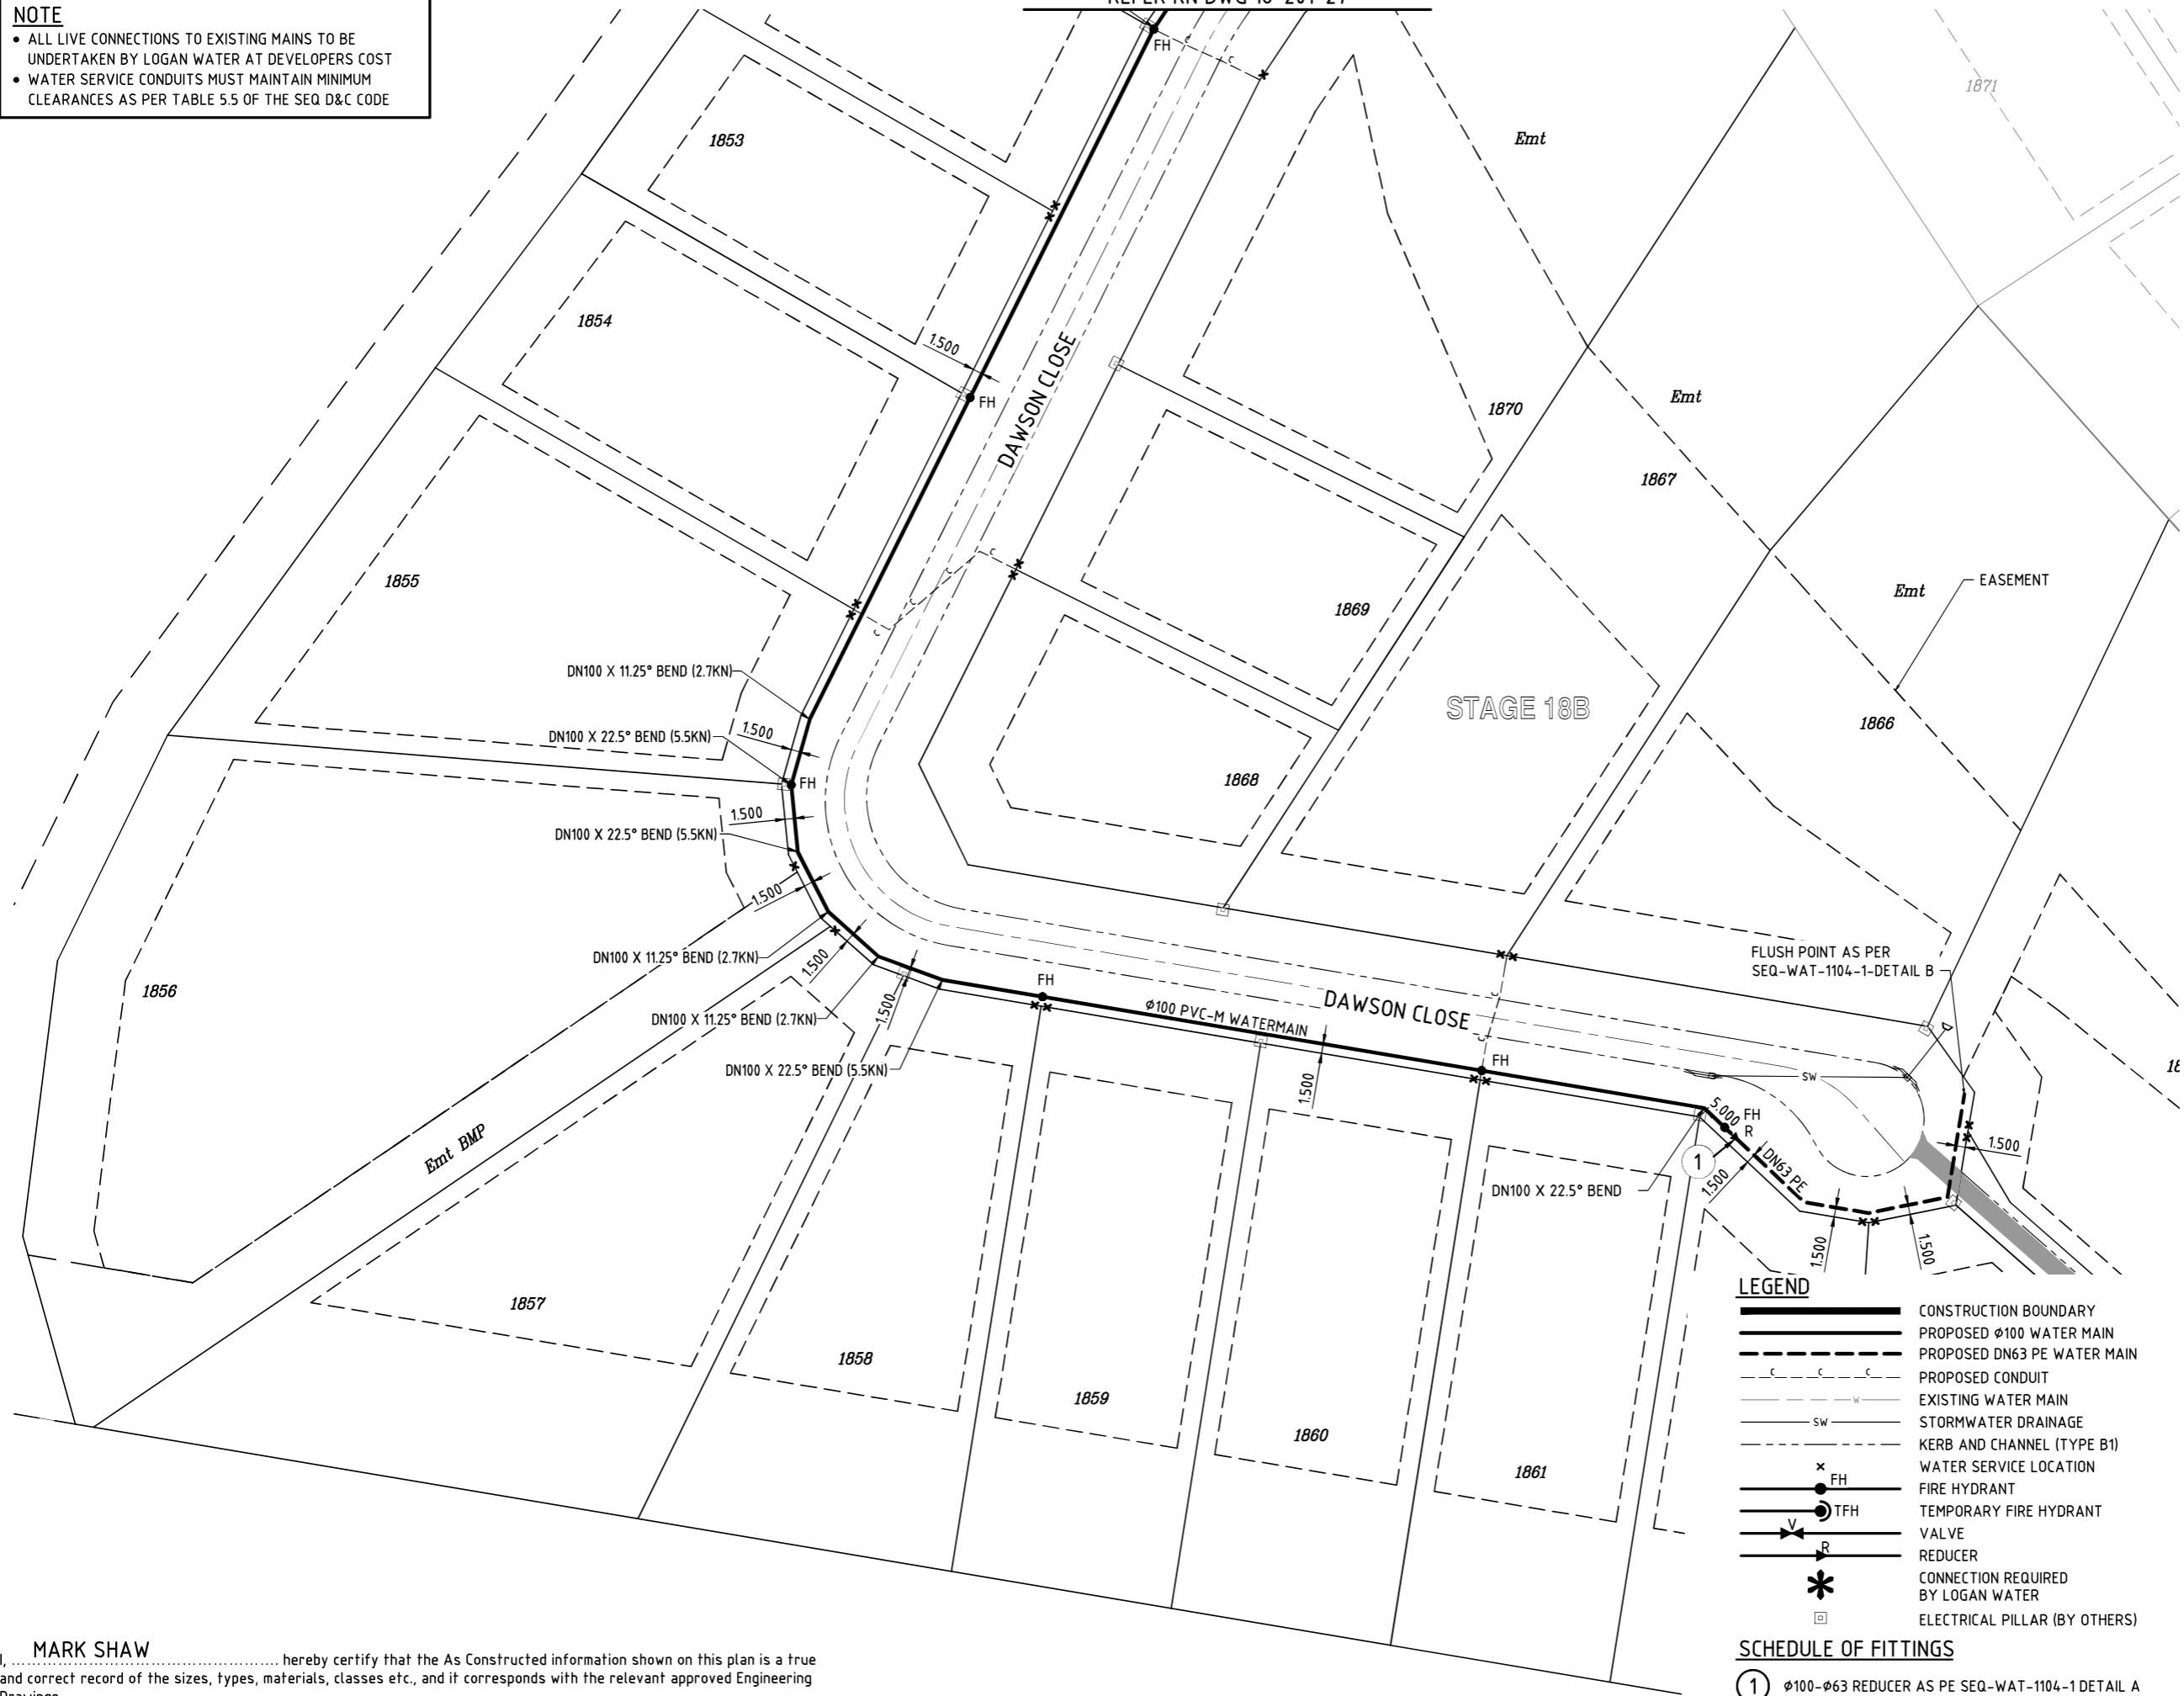 NOTE
• ALL LIVE CONNECTIONS TO EXISTING MAINS TO BE
UNDERTAKEN BY LOGAN WATER AT DEVELOPERS COST
• WATER SERVICE CONDUITS MUST MAINTAIN MINIMUM
CLEARANCES AS PER TABLE 5.5 OF THE SEQ D&C CODE
FH
C
C
1871
1853
Emt
1854
1.500
FH
DAWSON CLOSE
1870
Emt
1867
1855
C
C
C
C
1869
Emt
EASEMENT
DN100 X 11.25° BEND (2.7KN)
STAGE 18B
DN100 X 22.5° BEND (5.5KN)
1.500
1866
FH
1868
1.500
DN100 X 22.5° BEND (5.5KN)
1.500
DN100 X 11.25° BEND (2.7KN)
1.500
FLUSH POINT AS PER
SEQ-WAT-1104-1-DETAIL B
1856
FH
1.500
C
DN100 X 11.25° BEND (2.7KN)
Ø100 PVC-M WATERMAIN
DAWSON CLOSE
C
FH
DN100 X 22.5° BEND (5.5KN)
1.500
SW
5.000
FH
R
1.500
Emt BMP
1
DN63 PE
1.500
DN100 X 22.5° BEND
1.500
1.500
1857
1858
1859
1860
1861
LEGEND
CONSTRUCTION BOUNDARY
PROPOSED Ø100 WATER MAIN
PROPOSED DN63 PE WATER MAIN
C C C PROPOSED CONDUIT
W EXISTING WATER MAIN
SW STORMWATER DRAINAGE
KERB AND CHANNEL (TYPE B1)
WATER SERVICE LOCATION
FH FIRE HYDRANT
TFH TEMPORARY FIRE HYDRANT
V VALVE
R REDUCER
CONNECTION REQUIRED
BY LOGAN WATER
ELECTRICAL PILLAR (BY OTHERS)
SCHEDULE OF FITTINGS
1 Ø100-Ø63 REDUCER AS PE SEQ-WAT-1104-1 DETAIL A
I, MARK SHAW hereby certify that the As Constructed information shown on this plan is a true
and correct record of the sizes, types, materials, classes etc., and it corresponds with the relevant approved Engineering